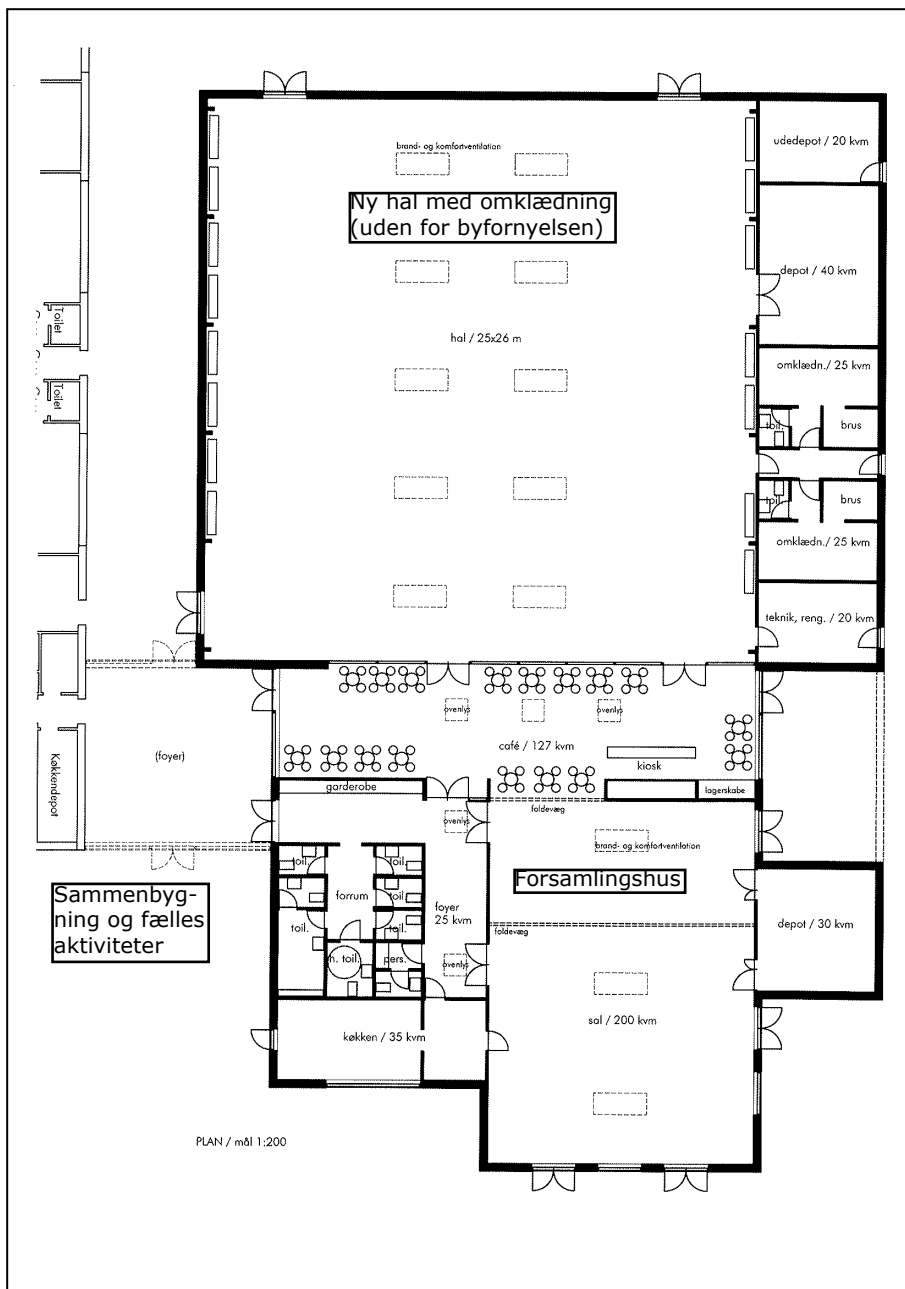 brand- og komfortventilation
udedepot / 20 kvm
Ny hal med omklædning
(uden for byfornyelsen)
depot / 40 kvm
Toilet
hal / 25x26 m
omklædn./ 25 kvm
Toilet
toil.
brus
toil.
brus
omklædn./ 25 kvm
teknik, reng. / 20 kvm
ovenlys
ovenlys
(foyer)
café / 127 kvm
Køkkendepot
kiosk
garderobe
lagerskabe
foldevæg
ovenlys
brand- og komfortventilation
toil.
Sammenbyg-
ning og fælles
aktiviteter
forrum
toil.
Forsamlingshus
foyer
25 kvm
toil.
toil.
depot / 30 kvm
foldevæg
h. toil.
pers.
ovenlys
sal / 200 kvm
køkken / 35 kvm
PLAN / mål 1:200